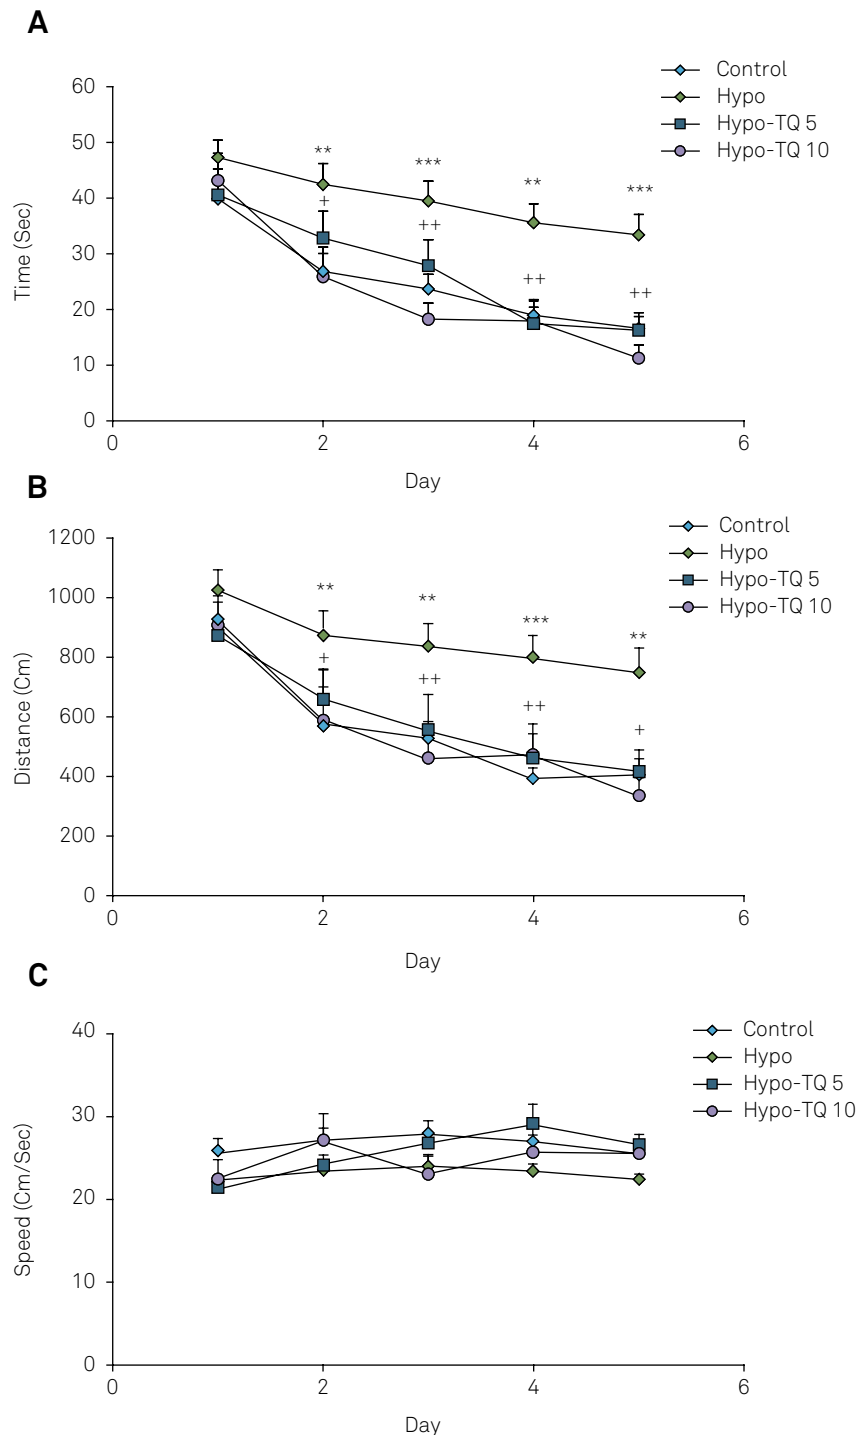 A
Control
Hypo
Hypo-TQ 5
Hypo-TQ 10
60
50
40
30
20
10
0
Time (Sec)
** *** ** ***
+ ++ ++ ++
0 2 4 6
Day
B
Control
Hypo
Hypo-TQ 5
Hypo-TQ 10
1200
1000
800
600
400
200
0
Distance (Cm)
** ** *** **
+ ++ ++ +
0 2 4 6
Day
C
Control
Hypo
Hypo-TQ 5
Hypo-TQ 10
40
30
20
10
0
Speed (Cm/Sec)
0 2 4 6
Day